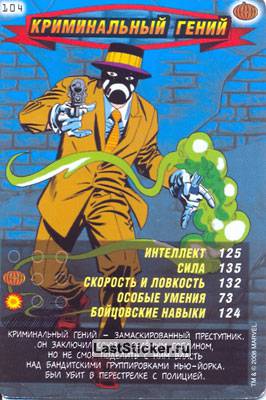 104
КРИМИНАЛЬНЫЙ ГЕНИЙ
ИНТЕЛЛЕКТ 125
СИЛА 135
СКОРОСТЬ И ЛОВКОСТЬ 132
ОСОБЫЕ УМЕНИЯ 73
БОЙЦОВСКИЕ НАВЫКИ 124
КРИМИНАЛЬНЫЙ ГЕНИЙ – ЗАМАСКИРОВАННЫЙ ПРЕСТУПНИК.
ОН ЗАКЛЮЧИЛ
НО НЕ СМОГ ВЛАСТЬ
НАД БАНДИТСКИМИ ГРУППИРОВКАМИ НЬЮ-ЙОРКА.
БЫЛ УБИТ В ПЕРЕСТРЕЛКЕ С ПОЛИЦИЕЙ.
laststicker.ru
TM & © 2008 MARVEL